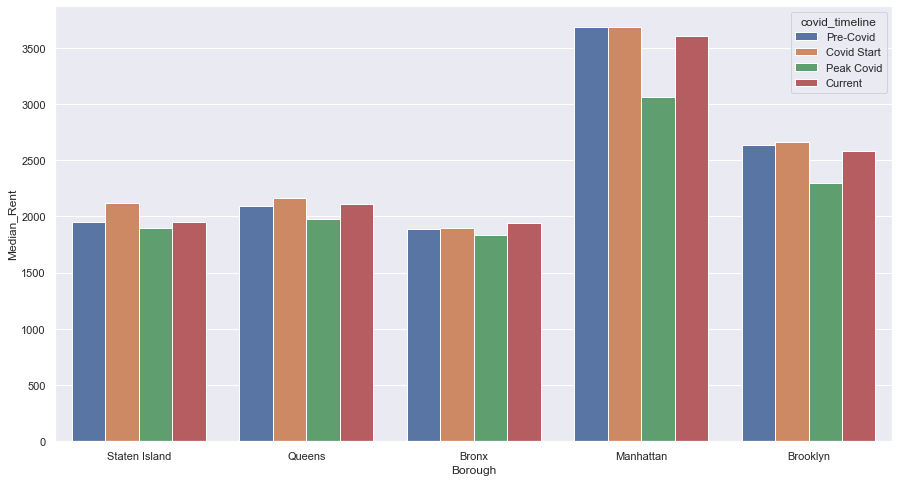 covid_timeline
Pre-Covid
Covid Start
Peak Covid
Current
Median_Rent
3500
3000
2500
2000
1500
1000
500
0
Staten Island
Queens
Bronx
Manhattan
Brooklyn
Borough